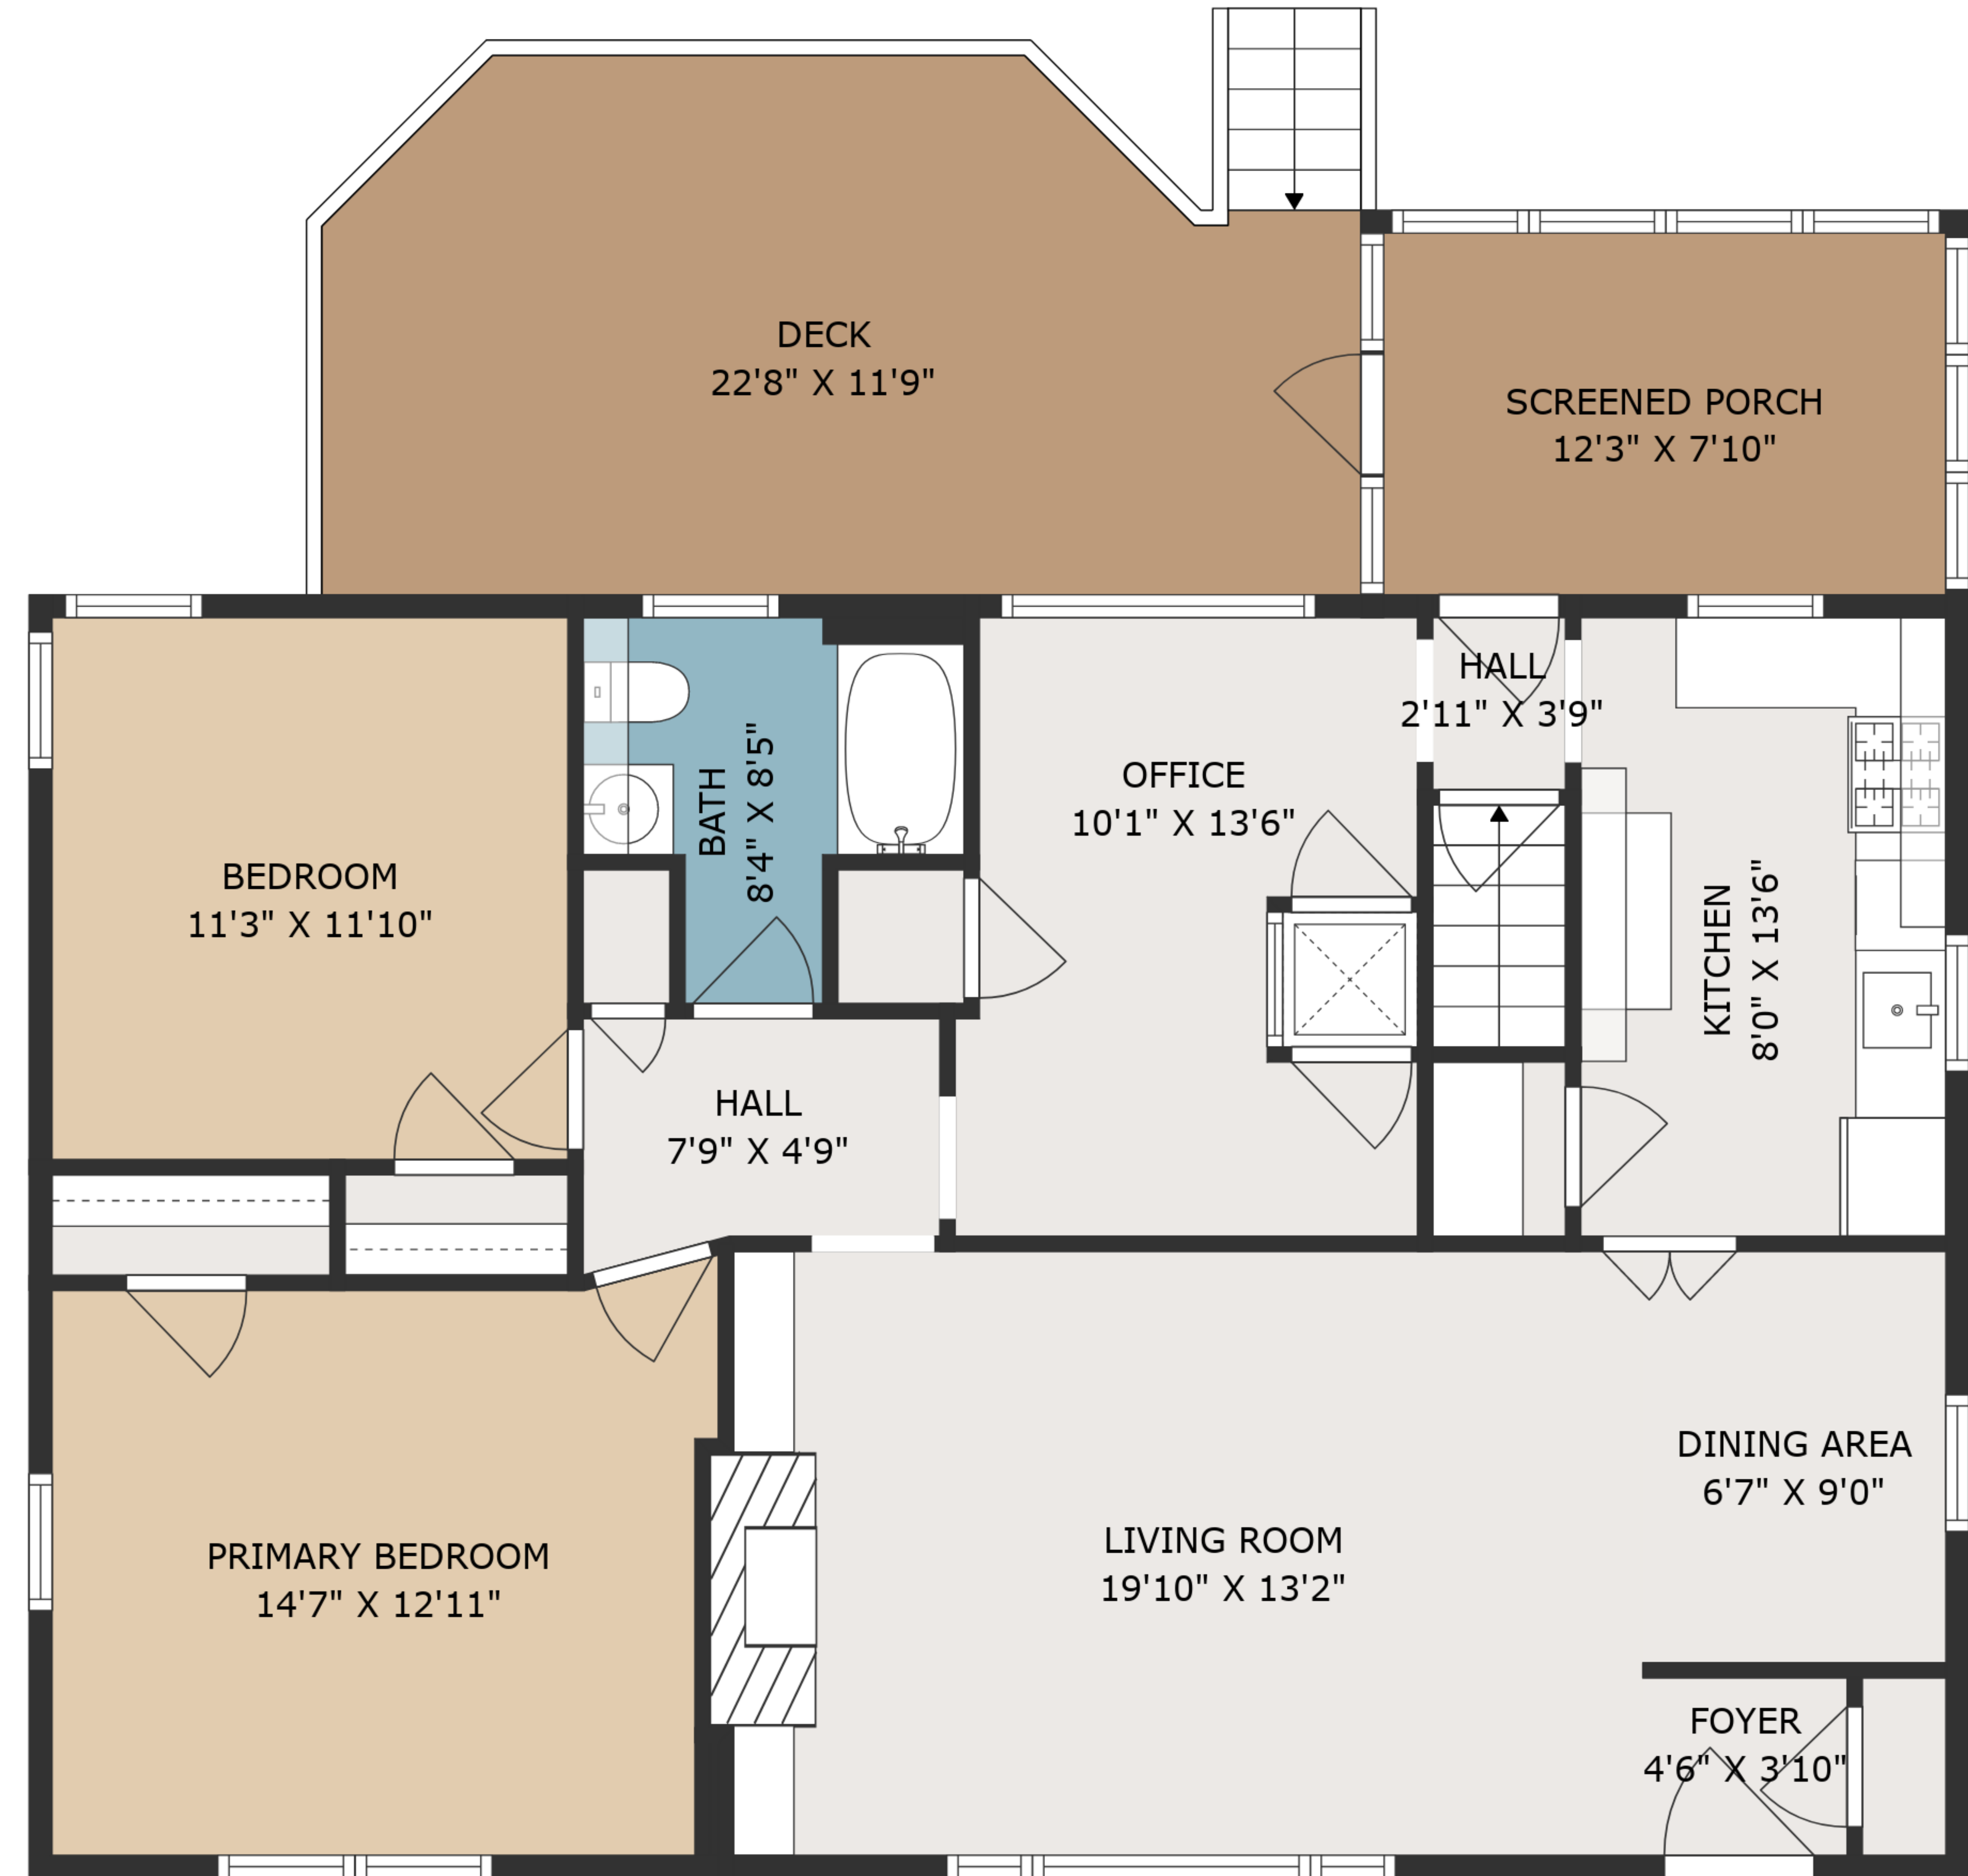 DECK
22'8" X 11'9"
SCREENED PORCH
12'3" X 7'10"
HALL
2'11" X 3'9"
OFFICE
10'1" X 13'6"
BATH
8'4" X 8'5"
BEDROOM
11'3" X 11'10"
KITCHEN
8'0" X 13'6"
HALL
7'9" X 4'9"
DINING AREA
6'7" X 9'0"
LIVING ROOM
19'10" X 13'2"
PRIMARY BEDROOM
14'7" X 12'11"
FOYER
4'6" X 3'10"